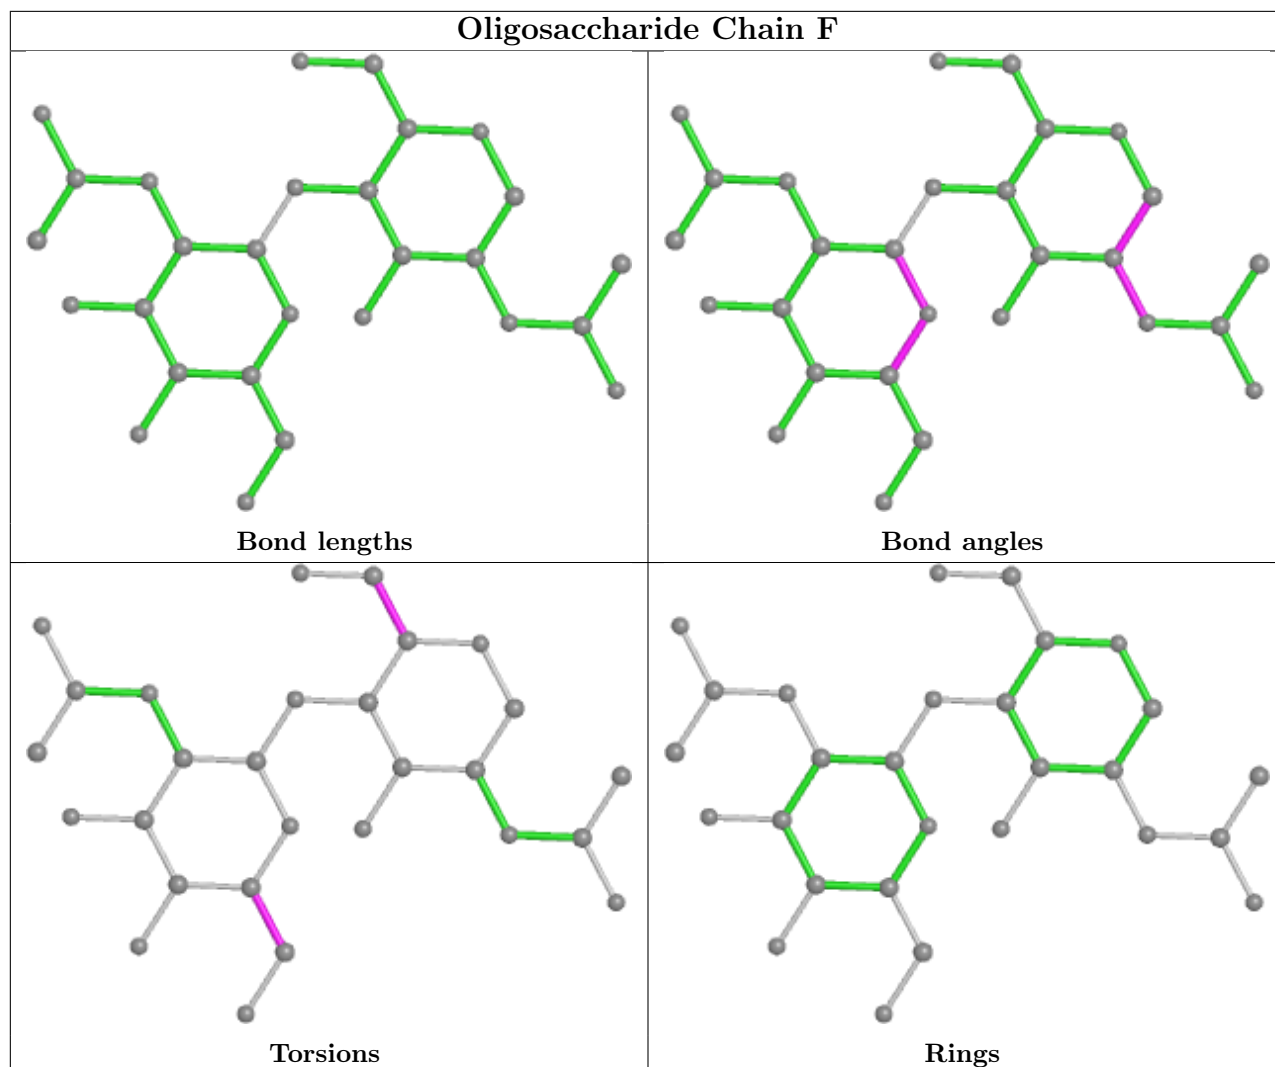 Oligosaccharide Chain F
Bond lengths
Bond angles
Torsions
Rings